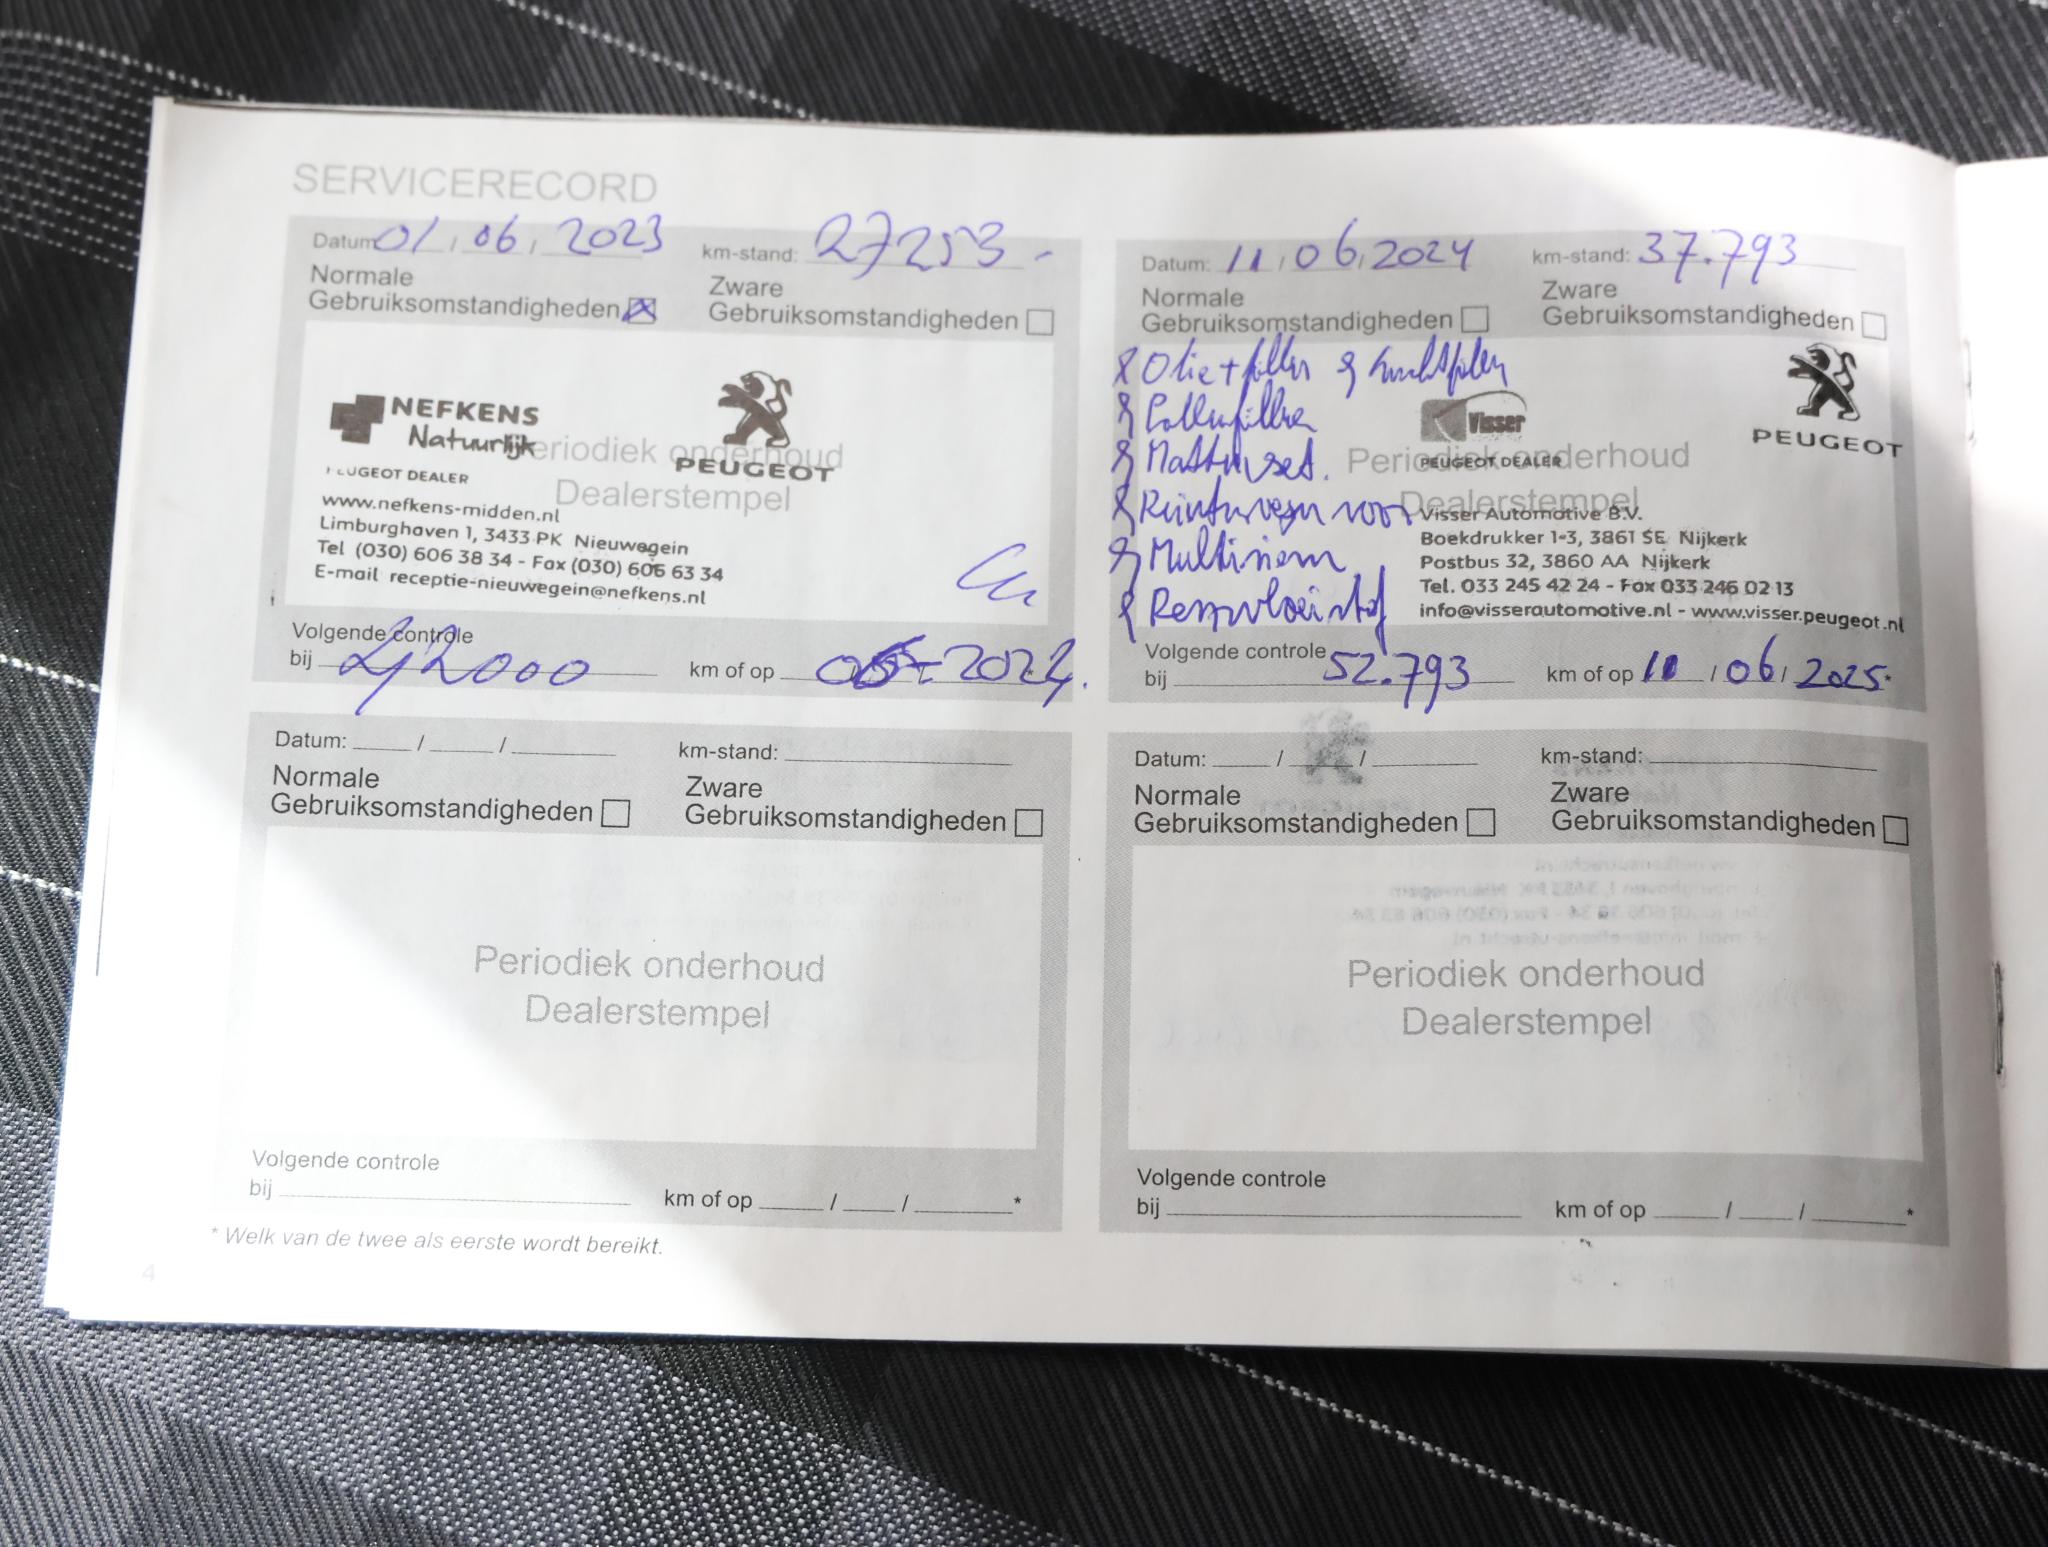 SERVICERECORD
Datum: 01 / 06 / 2023 km-stand: 27253 -
Normale
Gebruiksomstandigheden
Zware
Gebruiksomstandigheden
NEFKENS
Natuurlijk
PEUGEOT
Periodiek onderhoud
Dealerstempel
PEUGEOT DEALER
www.nefkens-midden.nl
Limburghaven 1, 3433 PK Nieuwegein
Tel (030) 606 38 34 - Fax (030) 606 63 34
E-mail receptie-nieuwegein@nefkens.nl
Volgende controle
bij 42000 km of op 2024.
Datum: 11 / 06 / 2024 km-stand: 37.793
Normale
Gebruiksomstandigheden
Zware
Gebruiksomstandigheden
Olie + filter
Pollenfilter
Mattenset.
Ruitenwissers voor
Multiriem
Remvloeistof
Visser
PEUGEOT
Periodiek onderhoud
Dealerstempel
PEUGEOT DEALER
Visser Automotive B.V.
Boekdrukker 1-3, 3861 SE Nijkerk
Postbus 32, 3860 AA Nijkerk
Tel. 033 245 42 24 - Fax 033 246 02 13
info@visserautomotive.nl - www.visser.peugeot.nl
Volgende controle
bij 52.793 km of op 11 / 06 / 2025*
Datum: / / km-stand:
Normale
Gebruiksomstandigheden
Zware
Gebruiksomstandigheden
Periodiek onderhoud
Dealerstempel
Volgende controle
bij km of op / / *
Datum: / / km-stand:
Normale
Gebruiksomstandigheden
Zware
Gebruiksomstandigheden
Periodiek onderhoud
Dealerstempel
Volgende controle
bij km of op / / *
* Welk van de twee als eerste wordt bereikt.
4